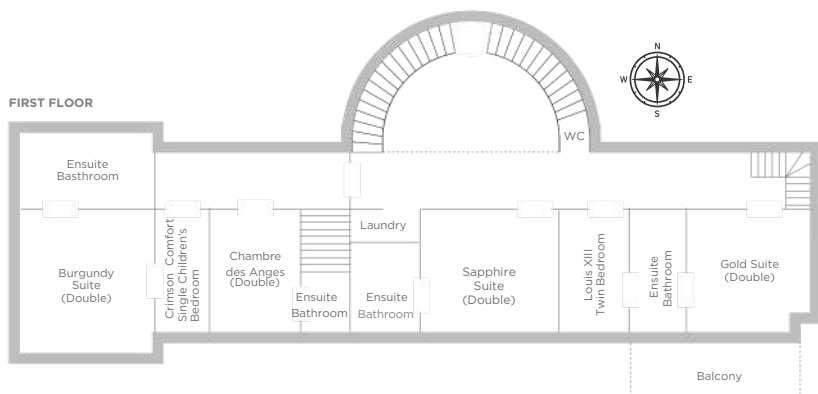 N
W E
S
FIRST FLOOR
WC
Ensuite
Basthroom
Laundry
Burgundy
Suite
(Double)
Crimson Comfort
Single Children's
Bedroom
Chambre
des Anges
(Double)
Ensuite
Bathroom
Ensuite
Bathroom
Sapphire
Suite
(Double)
Louis XIII
Twin Bedroom
Ensuite
Bathroom
Gold Suite
(Double)
Balcony